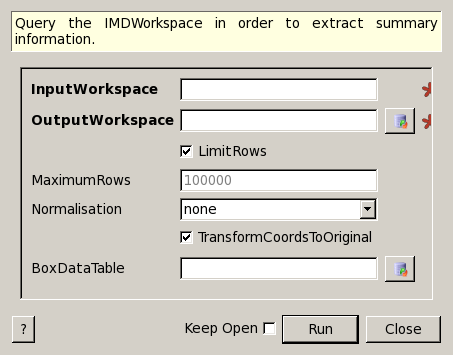 Query the IMDWorkspace in order to extract summary
information.
InputWorkspace
OutputWorkspace
LimitRows
MaximumRows 100000
Normalisation none
TransformCoordsToOriginal
BoxDataTable
? Keep Open Run Close